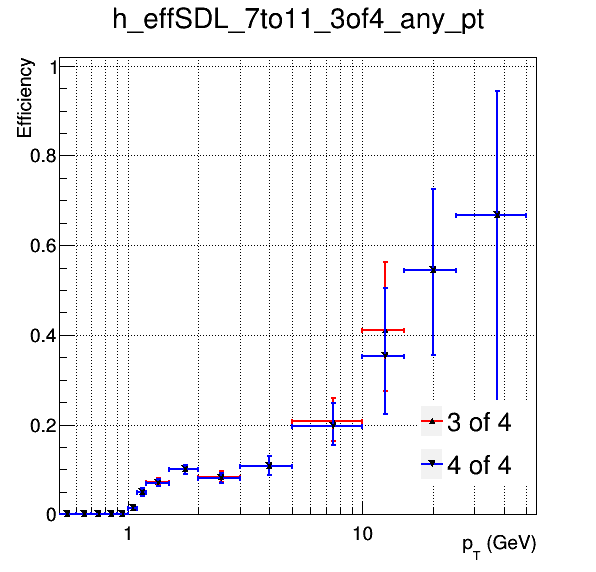 h_effSDL_7to11_3of4_any_pt
Efficiency
1
0.8
0.6
0.4
0.2
0
1
10
p_T (GeV)
3 of 4
4 of 4